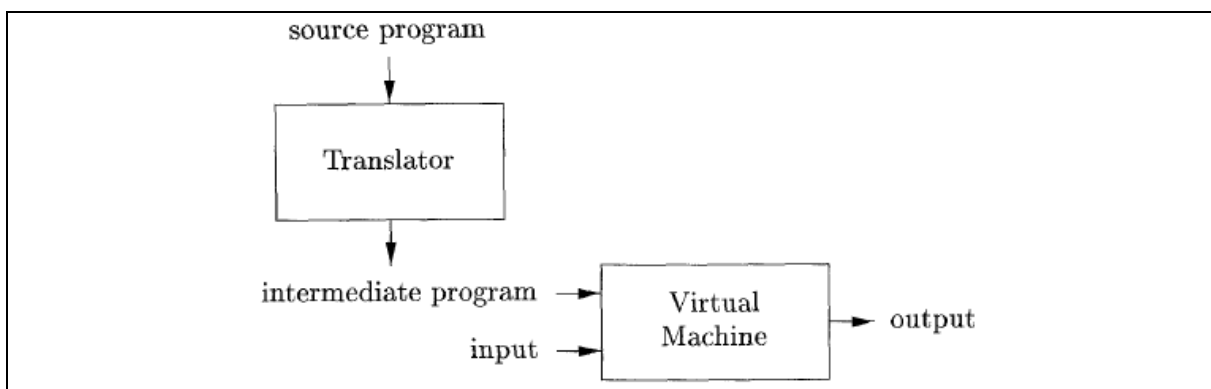 source program
Translator
intermediate program
input
Virtual
Machine
output